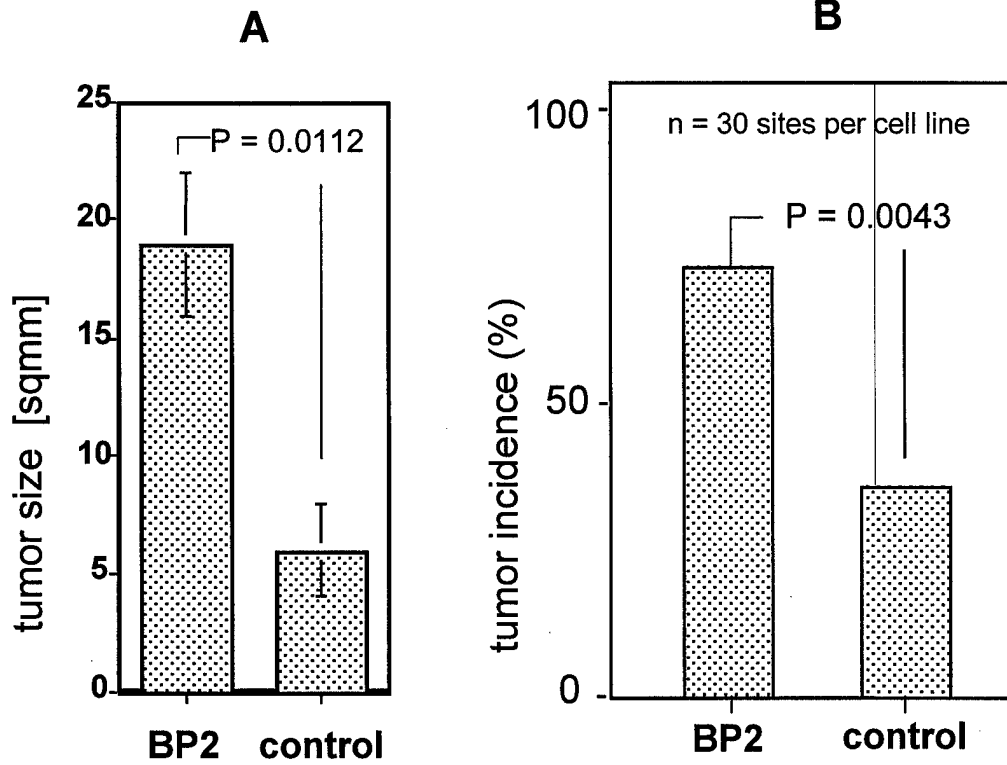 A
tumor size [sqmm]
25
20
15
10
5
0
P = 0.0112
BP2 control
B
tumor incidence (%)
100
50
0
n = 30 sites per cell line
P = 0.0043
BP2 control